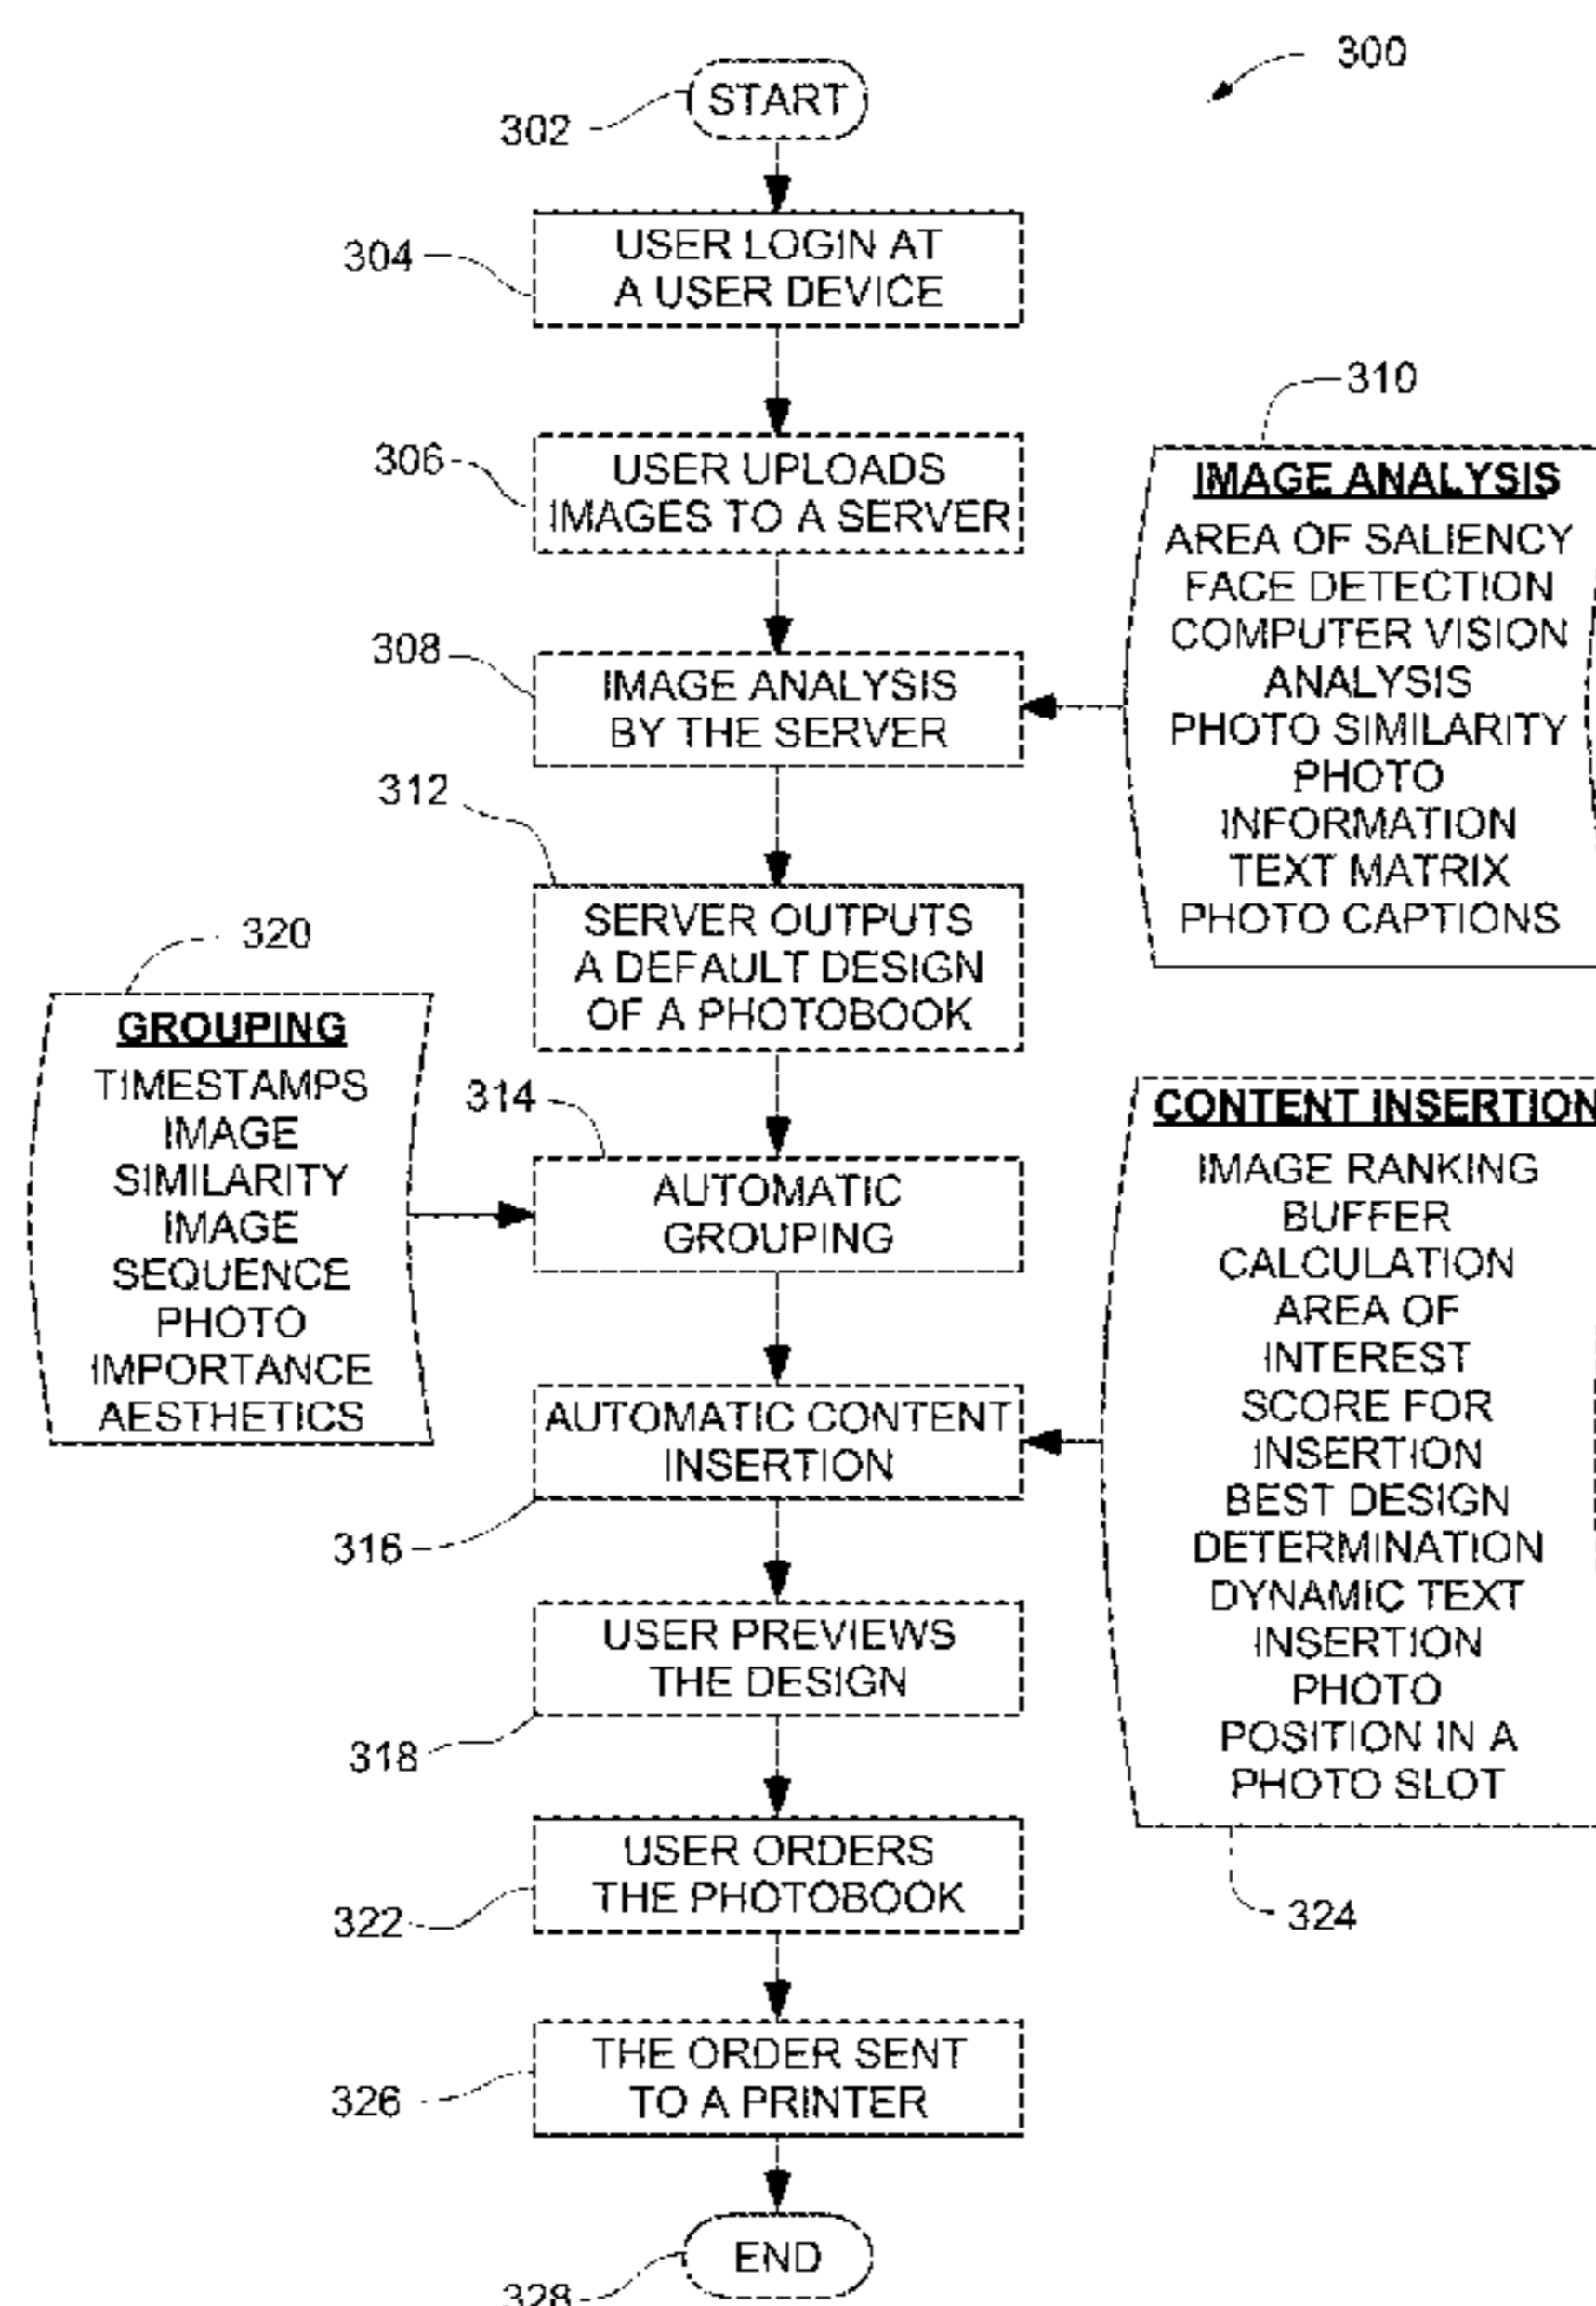 300
START
302
USER LOGIN AT
A USER DEVICE
304
310
USER UPLOADS
IMAGES TO A SERVER
306
IMAGE ANALYSIS
AREA OF SALIENCY
FACE DETECTION
COMPUTER VISION
ANALYSIS
PHOTO SIMILARITY
PHOTO
INFORMATION
TEXT MATRIX
PHOTO CAPTIONS
308
IMAGE ANALYSIS
BY THE SERVER
312
SERVER OUTPUTS
A DEFAULT DESIGN
OF A PHOTOBOOK
320
GROUPING
TIMESTAMPS
IMAGE
SIMILARITY
IMAGE
SEQUENCE
PHOTO
IMPORTANCE
AESTHETICS
314
AUTOMATIC
GROUPING
CONTENT INSERTION
IMAGE RANKING
BUFFER
CALCULATION
AREA OF
INTEREST
SCORE FOR
INSERTION
BEST DESIGN
DETERMINATION
DYNAMIC TEXT
INSERTION
PHOTO
POSITION IN A
PHOTO SLOT
AUTOMATIC CONTENT
INSERTION
316
USER PREVIEWS
THE DESIGN
318
USER ORDERS
THE PHOTOBOOK
322
324
THE ORDER SENT
TO A PRINTER
326
END
328